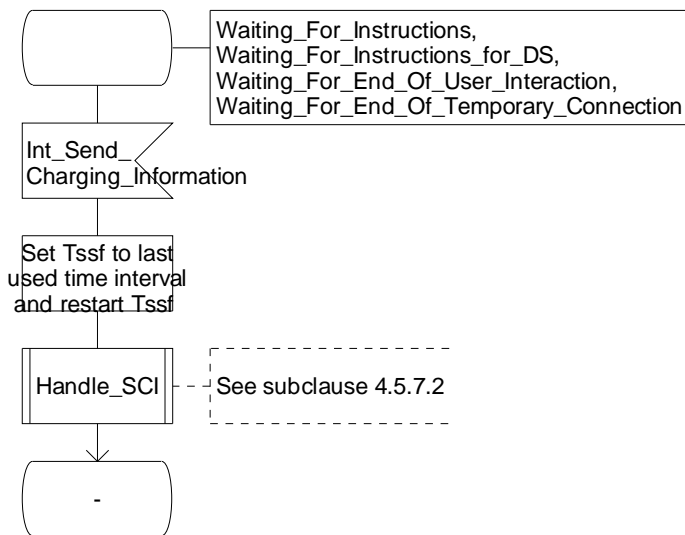 Waiting_For_Instructions,
Waiting_For_Instructions_for_DS,
Waiting_For_End_Of_User_Interaction,
Waiting_For_End_Of_Temporary_Connection
Int_Send_
Charging_Information
Set Tssf to last
used time interval
and restart Tssf
Handle_SCI
See subclause 4.5.7.2
-